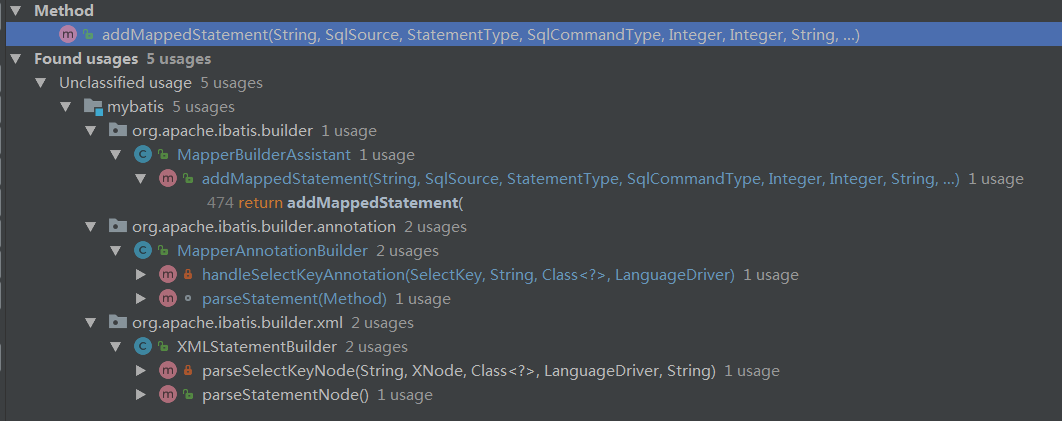 Method
m addMappedStatement(String, SqlSource, StatementType, SqlCommandType, Integer, Integer, String, ...)
Found usages 5 usages
Unclassified usage 5 usages
mybatis 5 usages
org.apache.ibatis.builder 1 usage
C MapperBuilderAssistant 1 usage
m addMappedStatement(String, SqlSource, StatementType, SqlCommandType, Integer, Integer, String, ...) 1 usage
474 return addMappedStatement(
org.apache.ibatis.builder.annotation 2 usages
C MapperAnnotationBuilder 2 usages
m handleSelectKeyAnnotation(SelectKey, String, Class<?>, LanguageDriver) 1 usage
m parseStatement(Method) 1 usage
org.apache.ibatis.builder.xml 2 usages
C XMLStatementBuilder 2 usages
m parseSelectKeyNode(String, XNode, Class<?>, LanguageDriver, String) 1 usage
m parseStatementNode() 1 usage